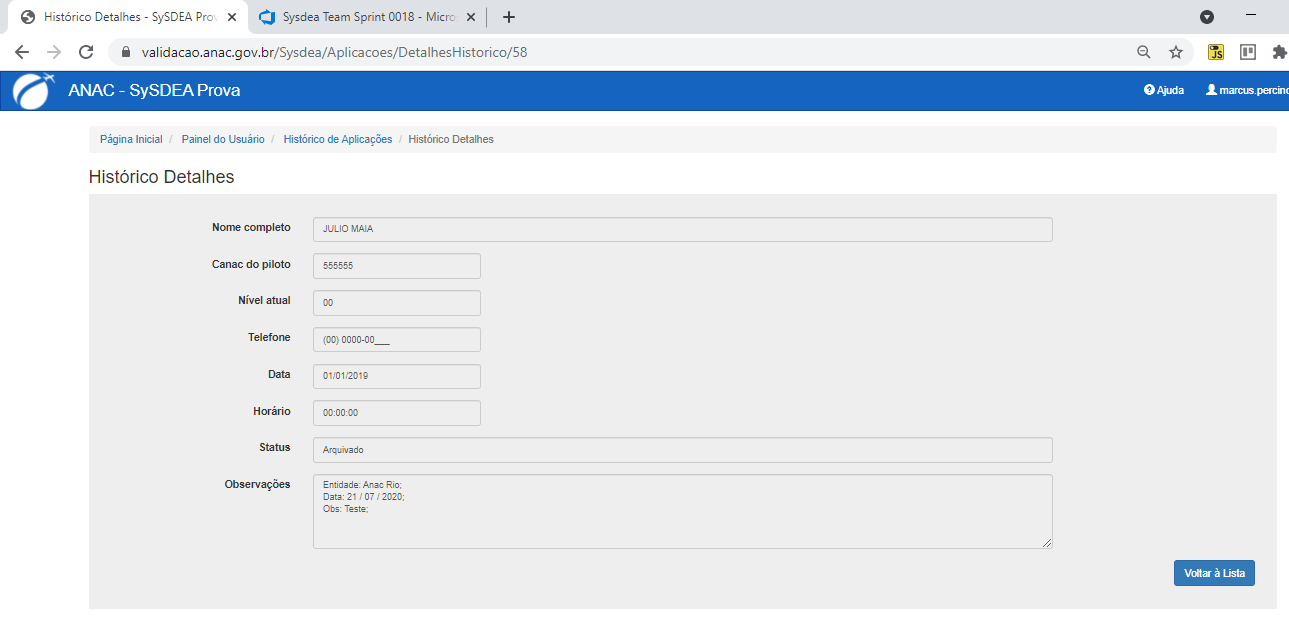 Histórico Detalhes - SySDEA Prov
Sysdea Team Sprint 0018 - Micro
validacao.anac.gov.br/Sysdea/Aplicacoes/DetalhesHistorico/58
JS
ANAC - SySDEA Prova
Ajuda
marcus.percinc
Página Inicial / Painel do Usuário / Histórico de Aplicações / Histórico Detalhes
Histórico Detalhes
Nome completo JULIO MAIA
Canac do piloto 555555
Nível atual 00
Telefone (00) 0000-00___
Data 01/01/2019
Horário 00:00:00
Status Arquivado
Observações Entidade: Anac Rio;
Data: 21 / 07 / 2020;
Obs: Teste;
Voltar à Lista